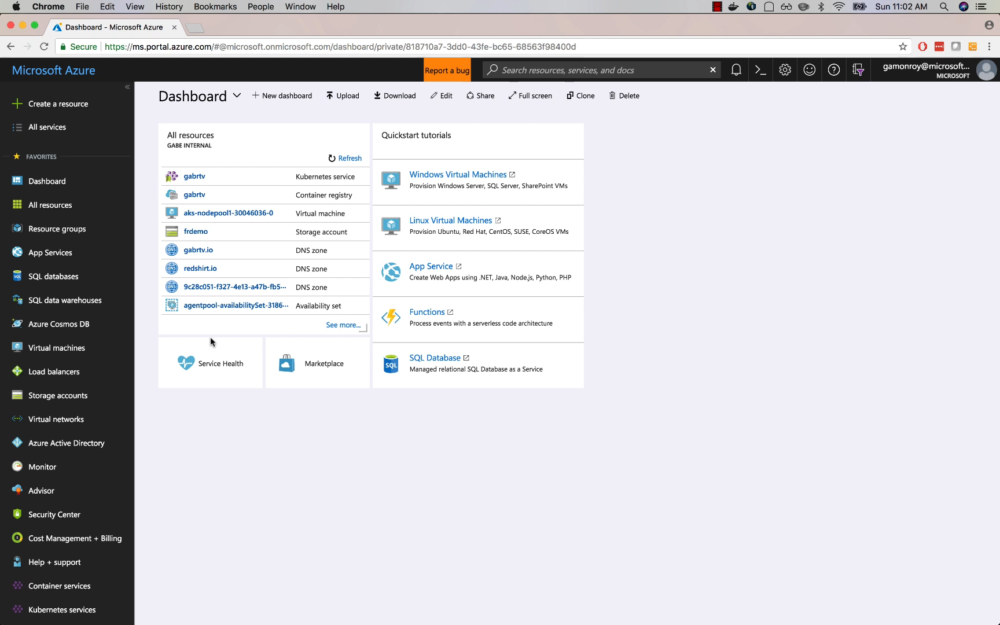 Chrome File Edit View History Bookmarks People Window Help Sun 11:02 AM
Dashboard - Microsoft Azure
Secure https://ms.portal.azure.com/#@microsoft.onmicrosoft.com/dashboard/private/818710a7-3dd0-43fe-bc65-68563f98400d
Microsoft Azure
Report a bug
Search resources, services, and docs
gamonroy@microsoft...
MICROSOFT
Create a resource
All services
FAVORITES
Dashboard
All resources
Resource groups
App Services
SQL databases
SQL data warehouses
Azure Cosmos DB
Virtual machines
Load balancers
Storage accounts
Virtual networks
Azure Active Directory
Monitor
Advisor
Security Center
Cost Management + Billing
Help + support
Container services
Kubernetes services
Dashboard New dashboard Upload Download Edit Share Full screen Clone Delete
All resources
GABE INTERNAL
Refresh
gabrtv Kubernetes service
gabrtv Container registry
aks-nodepool1-30046036-0 Virtual machine
frdemo Storage account
gabrtv.io DNS zone
redshirt.io DNS zone
9c28c051-f327-4e13-a47b-fb5... DNS zone
agentpool-availabilitySet-3186... Availability set
See more...
Service Health
Marketplace
Quickstart tutorials
Windows Virtual Machines
Provision Windows Server, SQL Server, SharePoint VMs
Linux Virtual Machines
Provision Ubuntu, Red Hat, CentOS, SUSE, CoreOS VMs
App Service
Create Web Apps using .NET, Java, Node.js, Python, PHP
Functions
Process events with a serverless code architecture
SQL
SQL Database
Managed relational SQL Database as a Service